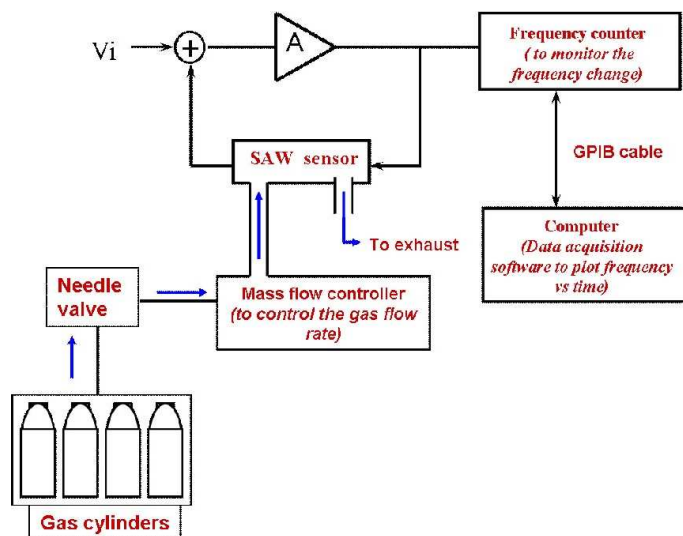 Vi
+
A
Frequency counter
( to monitor the
frequency change)
SAW sensor
GPIB cable
To exhaust
Computer
(Data acquisition
software to plot frequency
vs time)
Needle
valve
Mass flow controller
(to control the gas flow
rate)
Gas cylinders